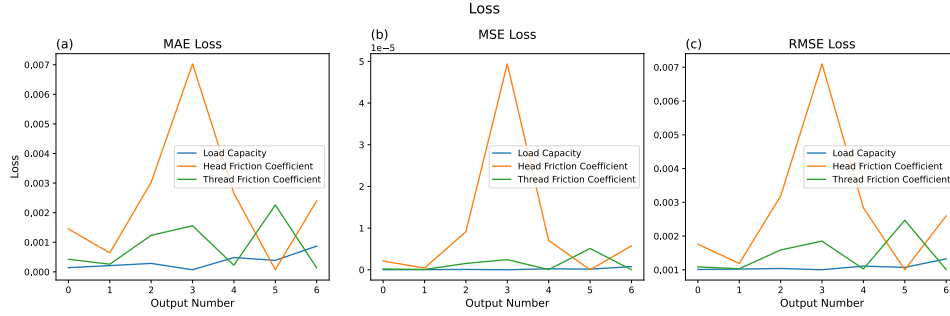 Loss
(a)
MAE Loss
0.007
0.006
0.005
0.004
0.003
0.002
0.001
0.000
Loss
Load Capacity
Head Friction Coefficient
Thread Friction Coefficient
0 1 2 3 4 5 6
Output Number
(b)
MSE Loss
1e−5
5
4
3
2
1
0
Load Capacity
Head Friction Coefficient
Thread Friction Coefficient
0 1 2 3 4 5 6
Output Number
(c)
RMSE Loss
0.007
0.006
0.005
0.004
0.003
0.002
0.001
Load Capacity
Head Friction Coefficient
Thread Friction Coefficient
0 1 2 3 4 5 6
Output Number